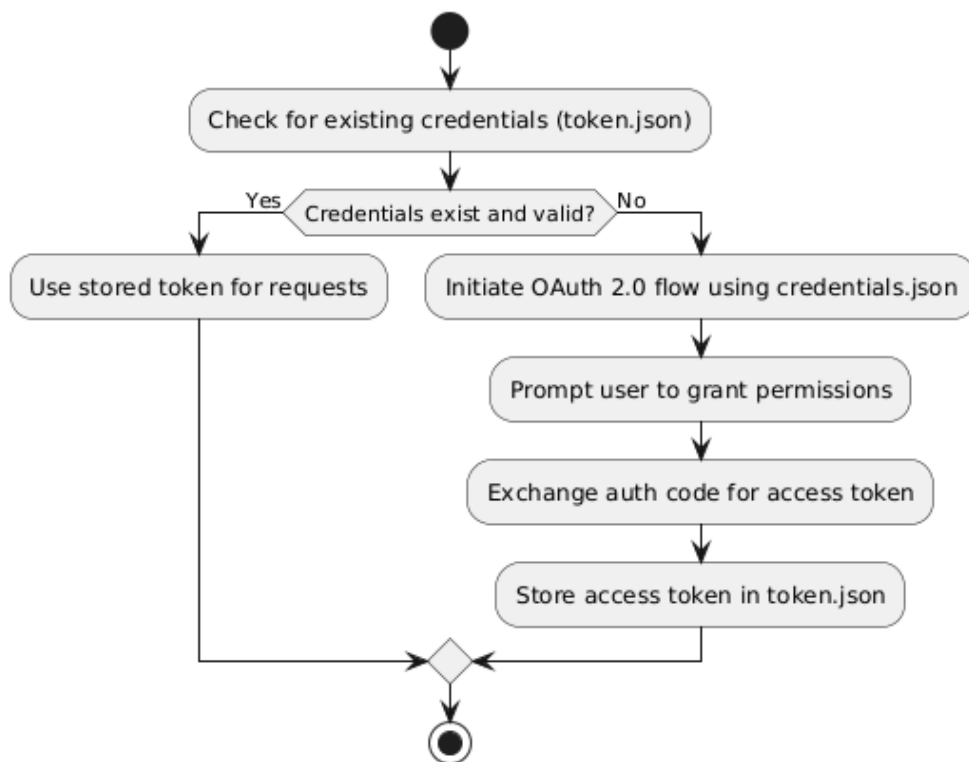 Check for existing credentials (token.json)
Yes
Credentials exist and valid?
No
Use stored token for requests
Initiate OAuth 2.0 flow using credentials.json
Prompt user to grant permissions
Exchange auth code for access token
Store access token in token.json